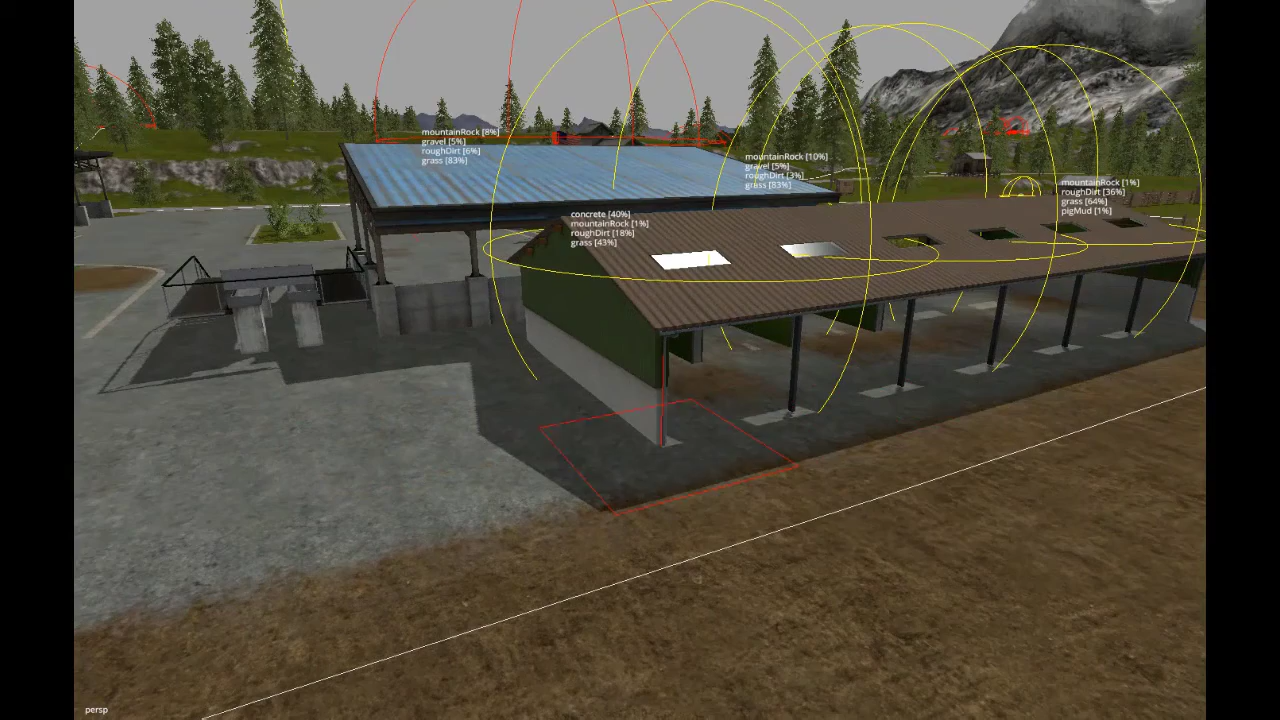 mountainRock [8%]
gravel [5%]
roughDirt [6%]
grass [83%]
mountainRock [10%]
gravel [5%]
roughDirt [3%]
grass [83%]
mountainRock [1%]
roughDirt [36%]
grass [64%]
pigMud [1%]
concrete [40%]
mountainRock [1%]
roughDirt [18%]
grass [43%]
persp